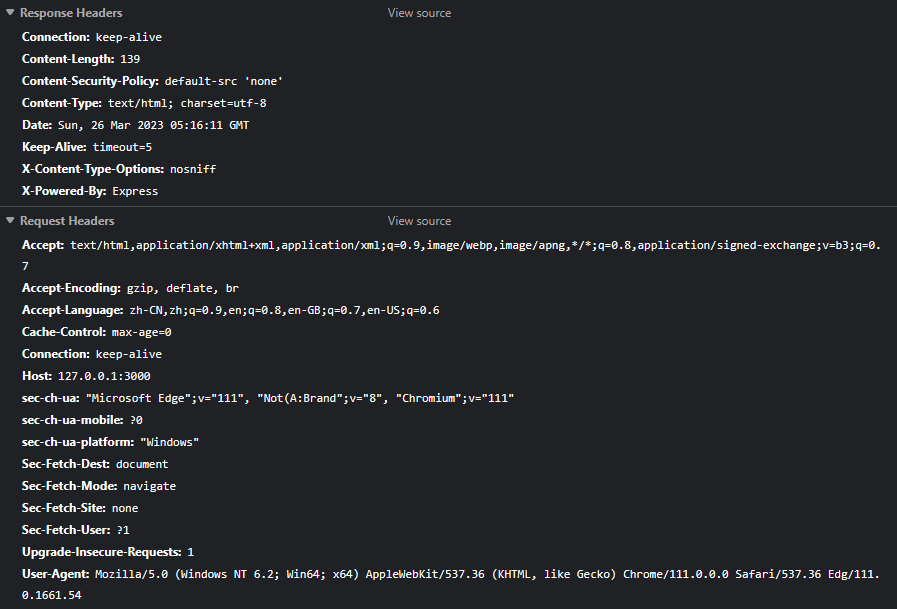 Response Headers View source
Connection: keep-alive
Content-Length: 139
Content-Security-Policy: default-src 'none'
Content-Type: text/html; charset=utf-8
Date: Sun, 26 Mar 2023 05:16:11 GMT
Keep-Alive: timeout=5
X-Content-Type-Options: nosniff
X-Powered-By: Express
Request Headers View source
Accept: text/html,application/xhtml+xml,application/xml;q=0.9,image/webp,image/apng,*/*;q=0.8,application/signed-exchange;v=b3;q=0.
7
Accept-Encoding: gzip, deflate, br
Accept-Language: zh-CN,zh;q=0.9,en;q=0.8,en-GB;q=0.7,en-US;q=0.6
Cache-Control: max-age=0
Connection: keep-alive
Host: 127.0.0.1:3000
sec-ch-ua: "Microsoft Edge";v="111", "Not(A:Brand";v="8", "Chromium";v="111"
sec-ch-ua-mobile: ?0
sec-ch-ua-platform: "Windows"
Sec-Fetch-Dest: document
Sec-Fetch-Mode: navigate
Sec-Fetch-Site: none
Sec-Fetch-User: ?1
Upgrade-Insecure-Requests: 1
User-Agent: Mozilla/5.0 (Windows NT 6.2; Win64; x64) AppleWebKit/537.36 (KHTML, like Gecko) Chrome/111.0.0.0 Safari/537.36 Edg/111.
0.1661.54